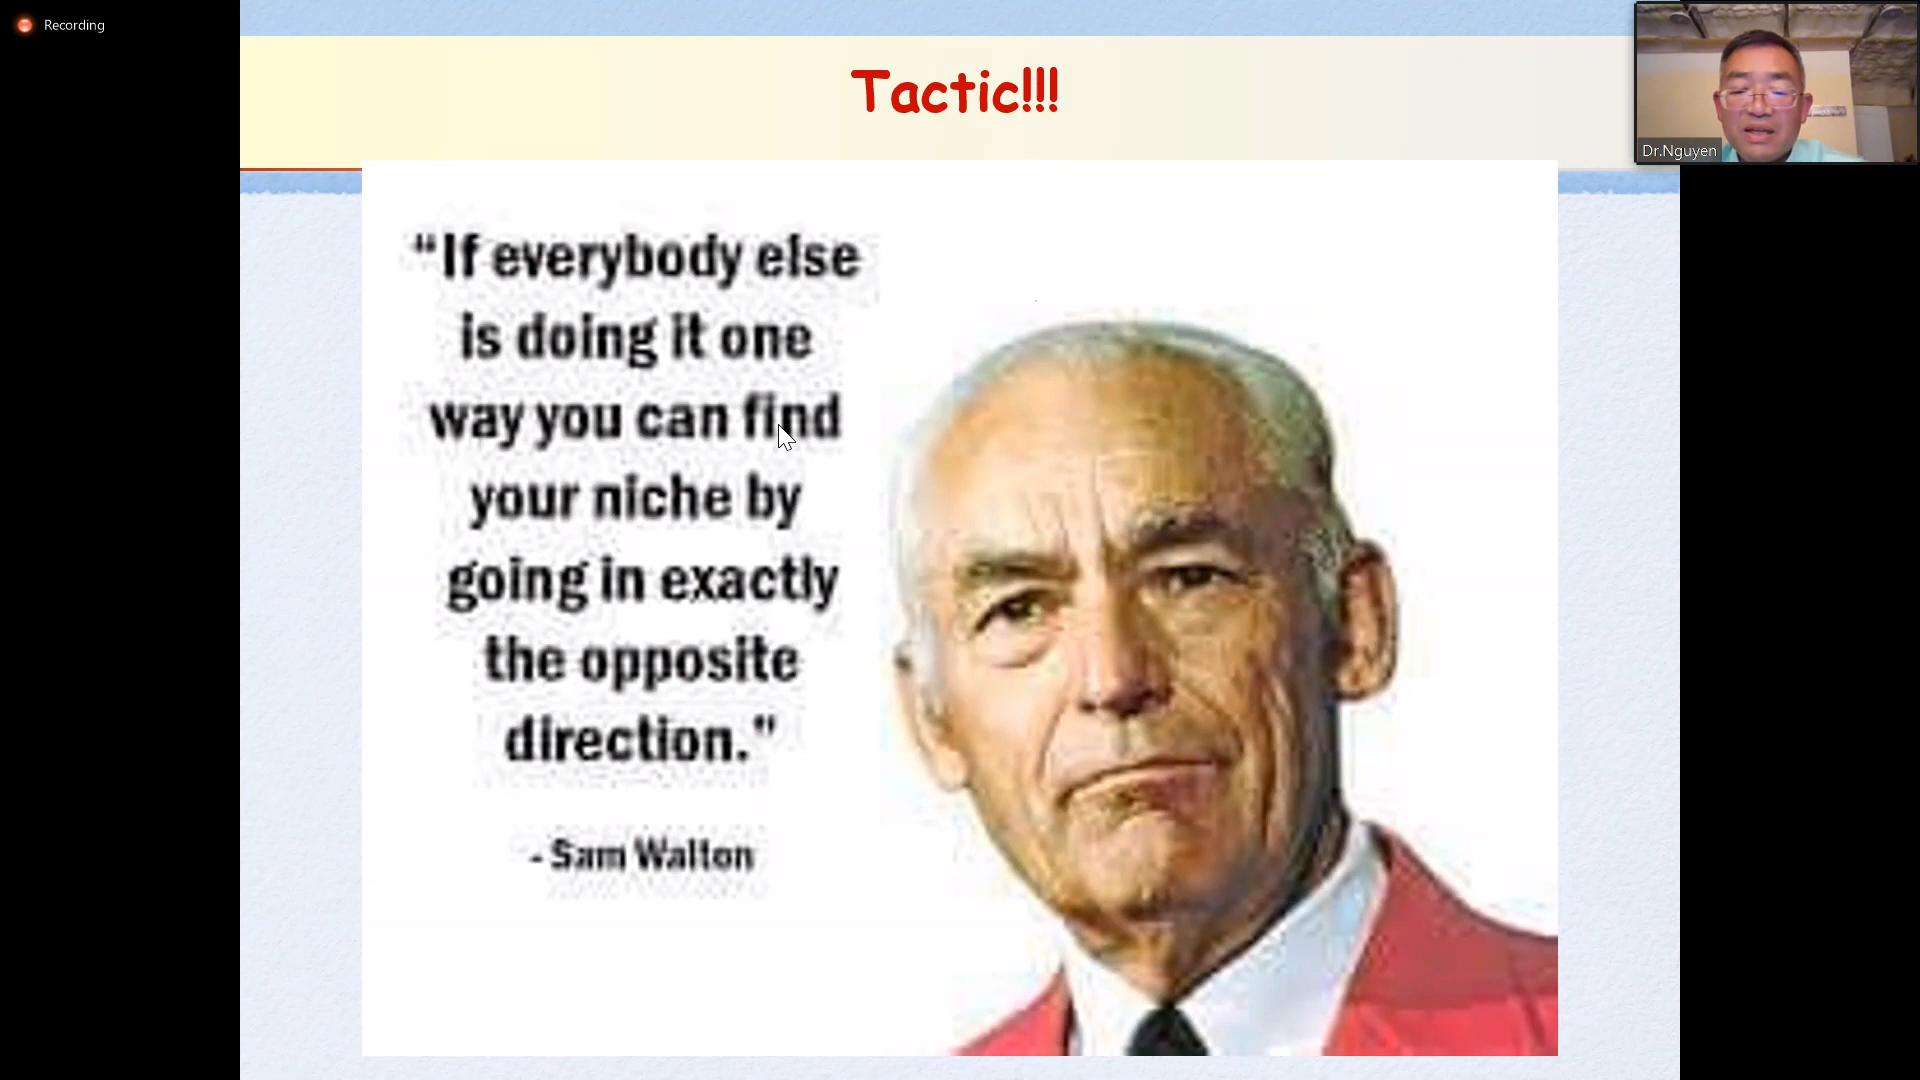 Recording
Tactic!!!
Dr.Nguyen
“If everybody else
is doing it one
way you can find
your niche by
going in exactly
the opposite
direction.”
- Sam Walton